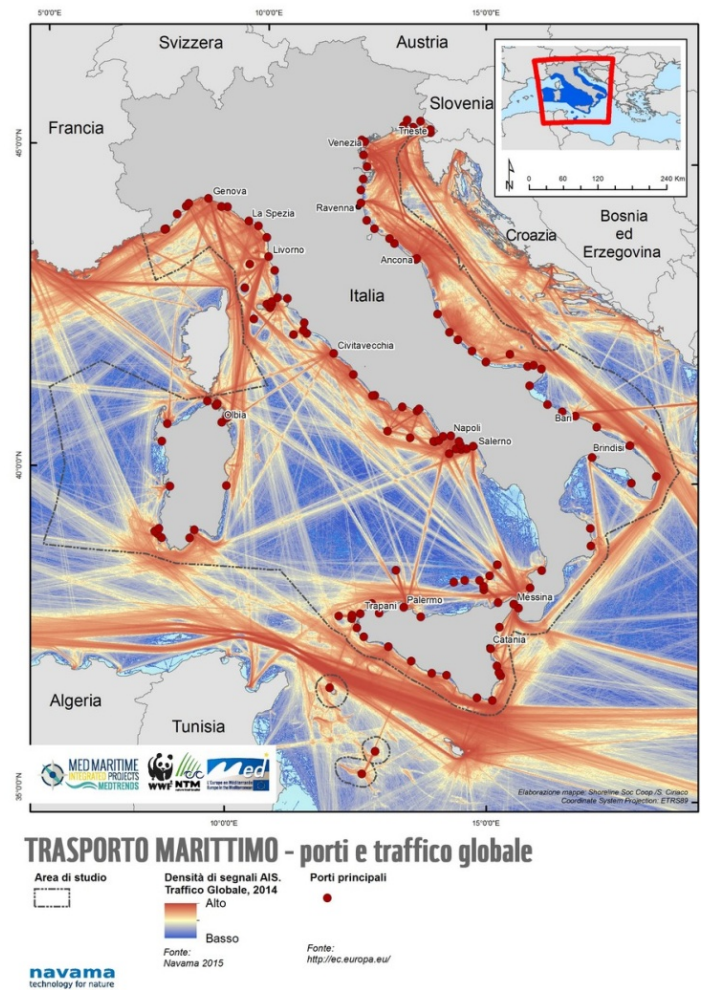 5°0'0"E
10°0'0"E
15°0'0"E
Svizzera
Austria
Slovenia
Francia
45°0'0"N
Trieste
Venezia
N
0 60 120 240 Km
Genova
La Spezia
Ravenna
Croazia
Bosnia
ed
Erzegovina
Livorno
Ancona
Italia
Civitavecchia
Olbia
Bari
Napoli
Salerno
Brindisi
40°0'0"N
Trapani
Palermo
Messina
Catania
Algeria
Tunisia
MED MARITIME
INTEGRATED PROJECTS
MEDTRENDS
WWF
NTM
med
Elaborazione mappe: Shoreline Soc Coop /S. Ciriaco
Coordinate System Projection: ETRS89
35°0'0"N
10°0'0"E
15°0'0"E
TRASPORTO MARITTIMO - porti e traffico globale
Area di studio
Densità di segnali AIS.
Traffico Globale, 2014
Alto
Basso
Fonte:
Navama 2015
Porti principali
Fonte:
http://ec.europa.eu/
navama
technology for nature